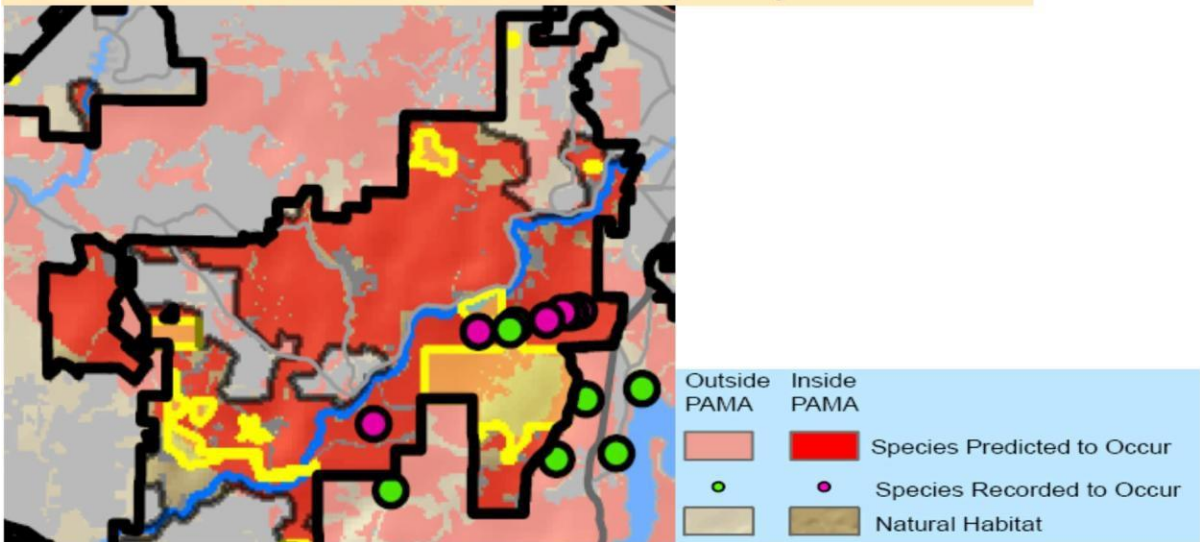 Outside Inside
PAMA PAMA
Species Predicted to Occur
Species Recorded to Occur
Natural Habitat